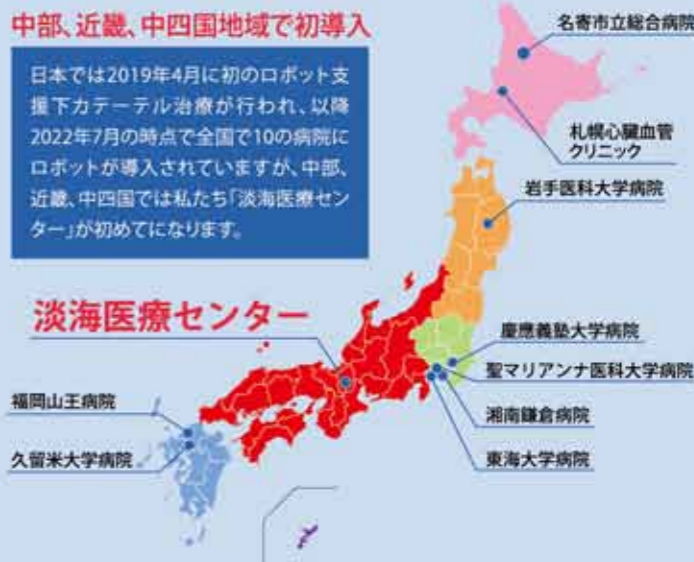 中部、近畿、中四国地域で初導入
日本では2019年4月に初のロボット支
援下カテーテル治療が行われ、以降
2022年7月の時点で全国で10の病院に
ロボットが導入されていますが、中部、
近畿、中四国では私たち「淡海医療セン
ター」が初めてになります。
名寄市立総合病院
札幌心臓血管
クリニック
岩手医科大学病院
淡海医療センター
慶應義塾大学病院
聖マリアンナ医科大学病院
湘南鎌倉病院
東海大学病院
福岡山王病院
久留米大学病院